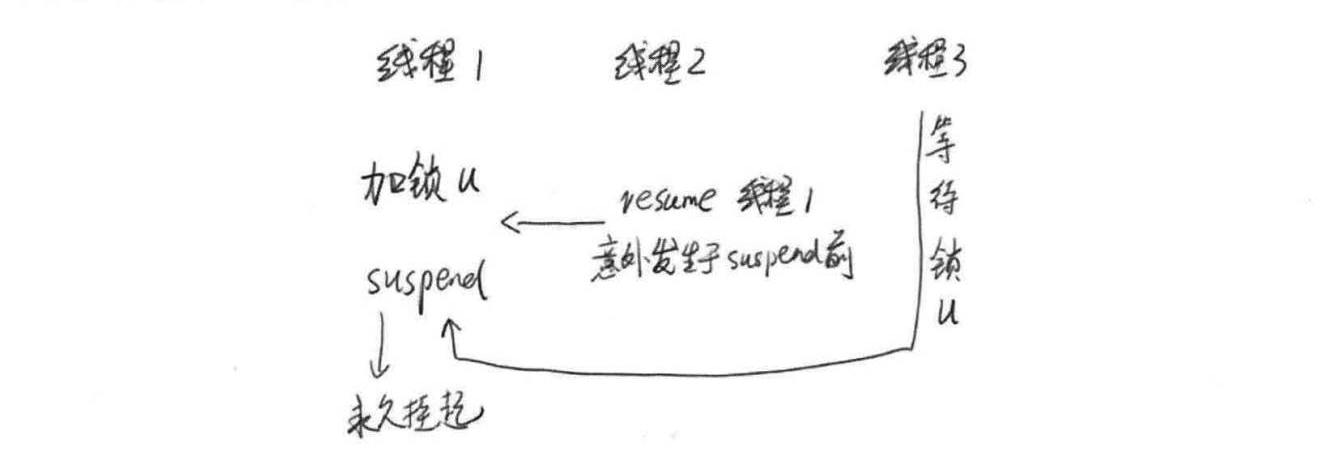 线程1 线程2 线程3
加锁u
resume 线程1
意外发生于suspend前
suspend
永久挂起
等待锁u